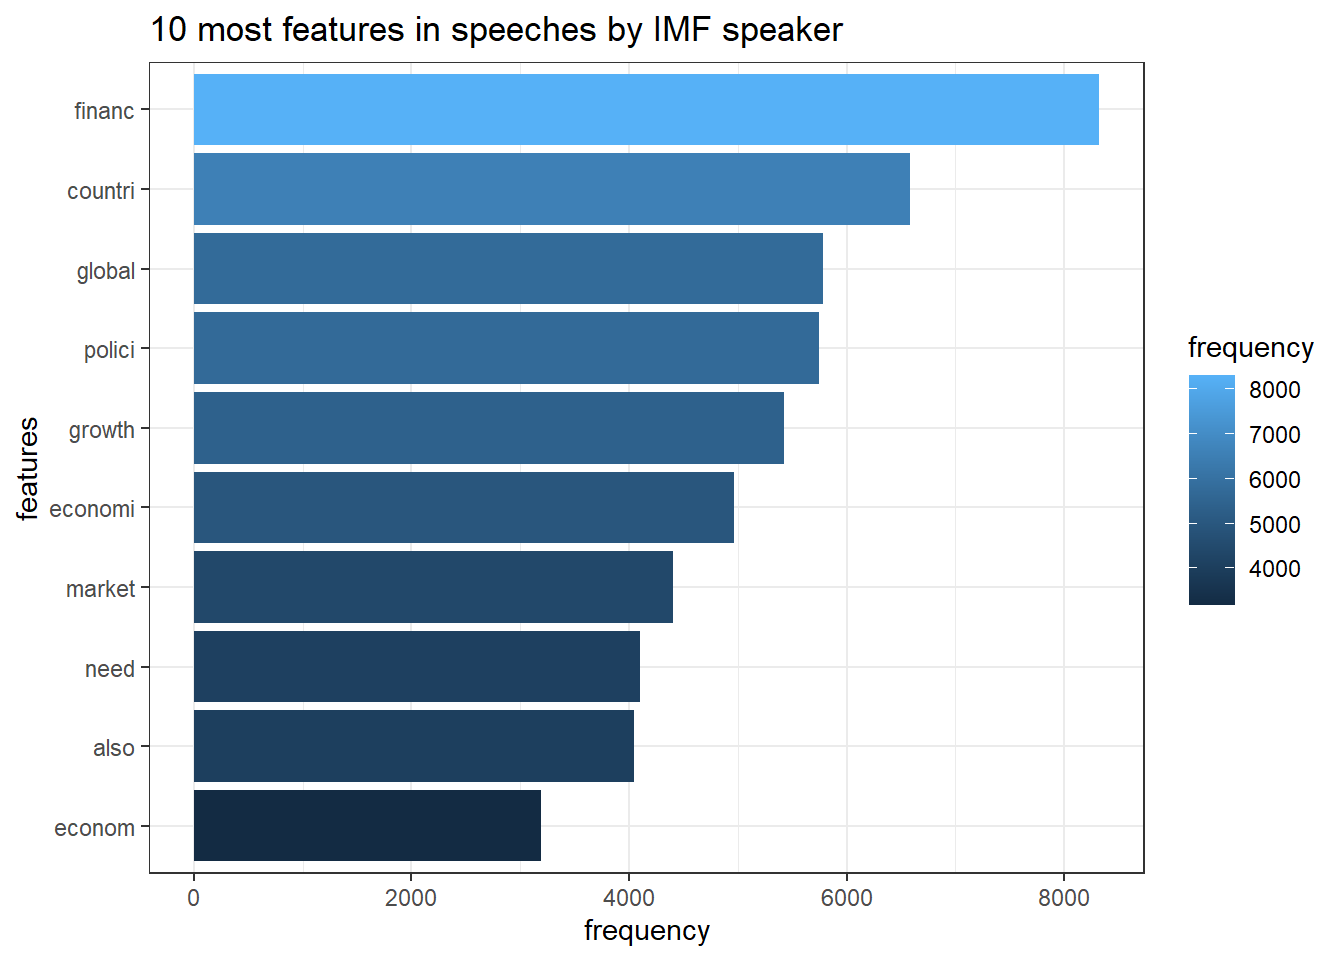 10 most features in speeches by IMF speaker
financ
countri
global
polici
growth
economi
market
need
also
econom
features
0 2000 4000 6000 8000
frequency
frequency
8000
7000
6000
5000
4000